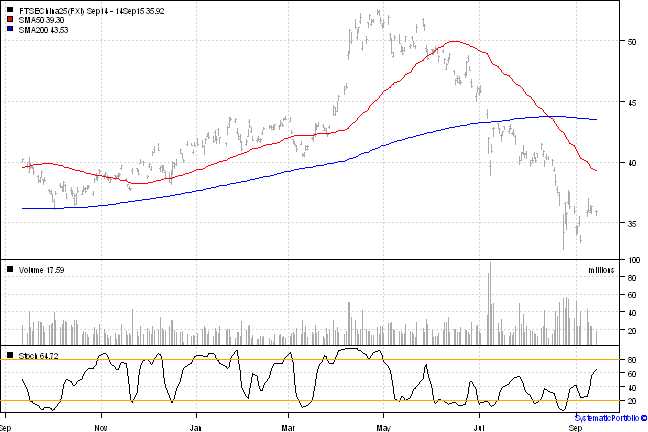 FTSEChina25(FXI) Sep14 - 14Sep15 35.92
SMA50 39.30
SMA200 43.53
50
45
40
35
Volume 17.59
millions
100
80
60
40
20
Stoch 64.72
80
60
40
20
Sep Nov Jan Mar May Jul Sep
SystematicPortfolio ©